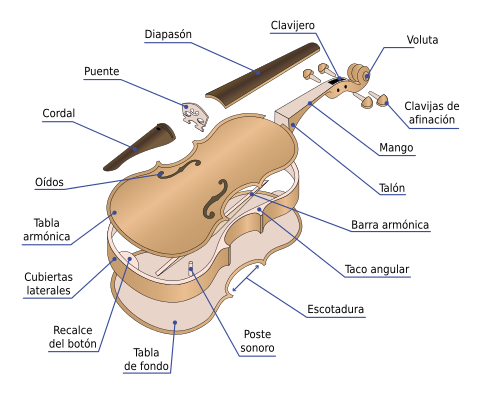 Clavijero
Diapasón
Voluta
Puente
Clavijas de
afinación
Cordal
Mango
Oídos
Talón
Tabla
armónica
Barra armónica
Taco angular
Cubiertas
laterales
Escotadura
Recalce
del botón
Poste
sonoro
Tabla
de fondo